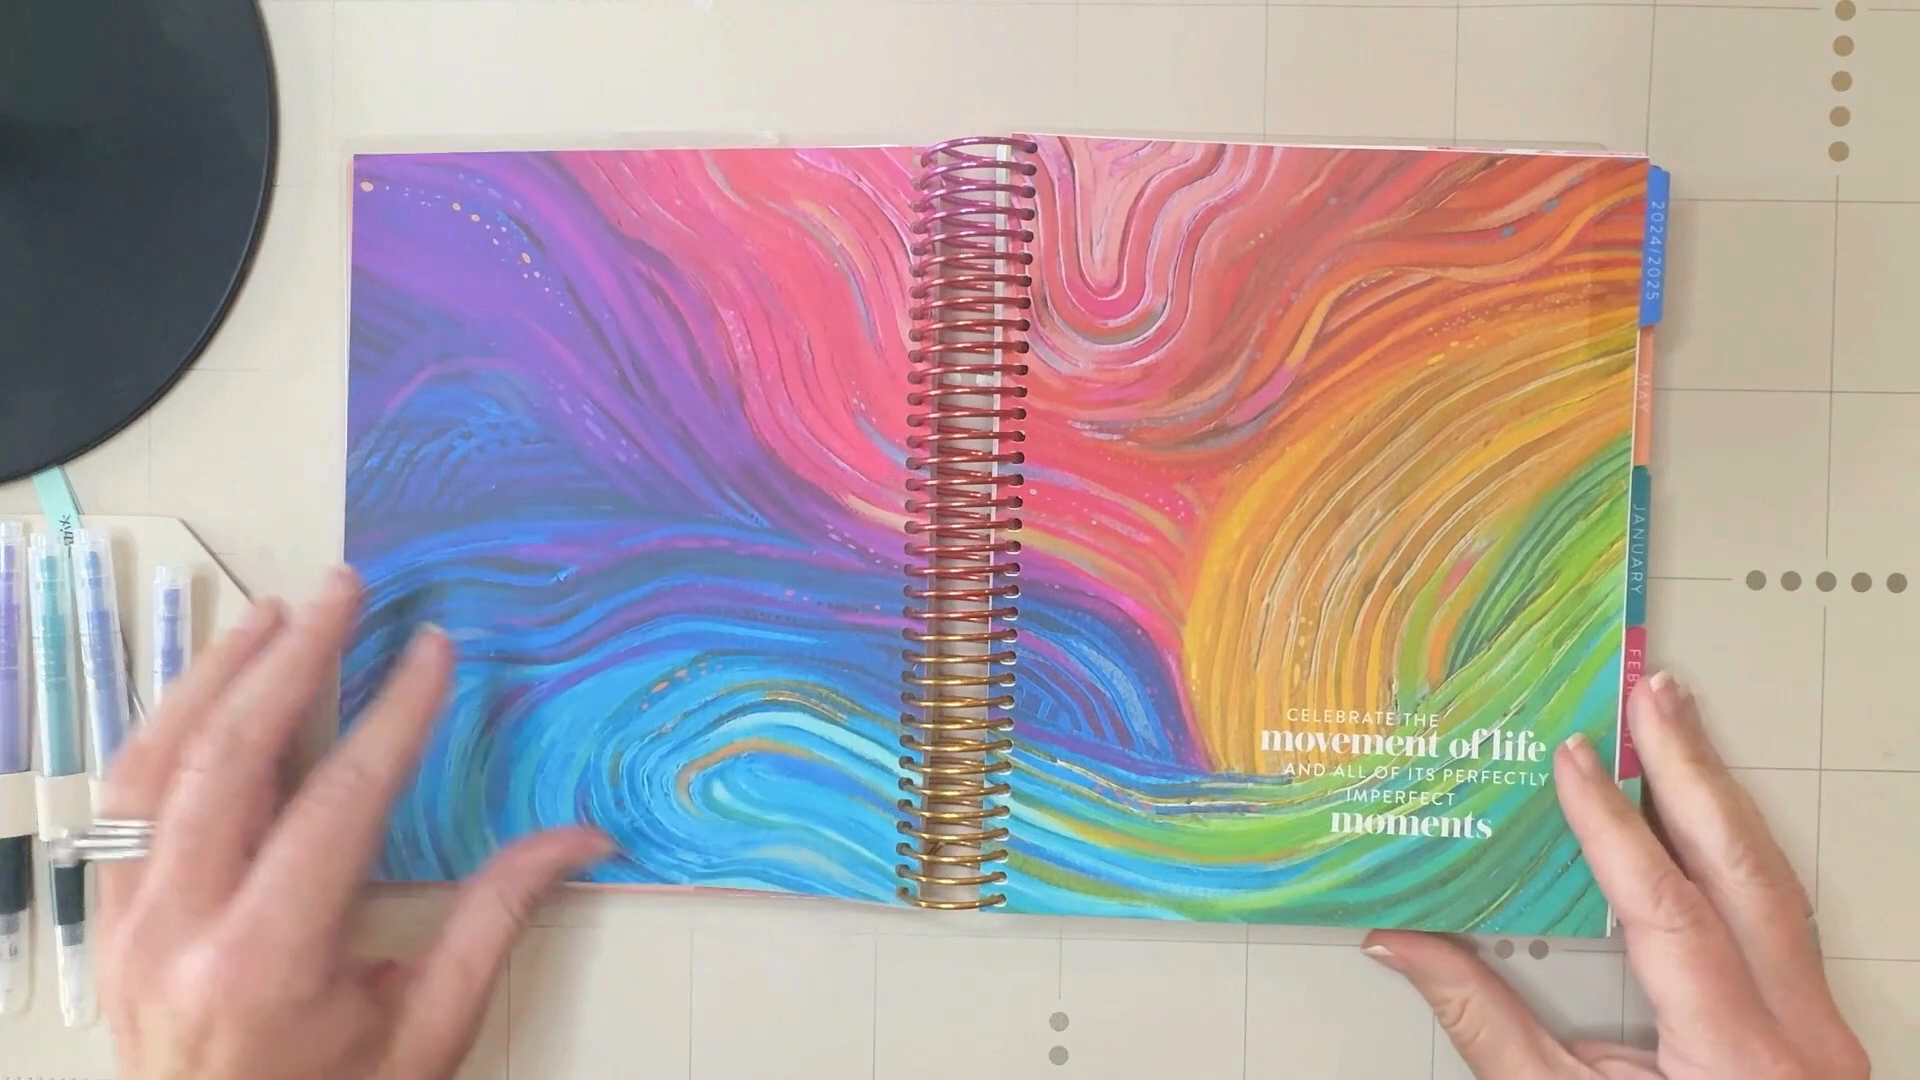 CELEBRATE THE
movement of life
AND ALL OF ITS PERFECTLY
IMPERFECT
moments
2024/2025
MAY
JANUARY